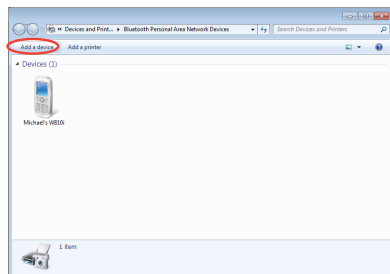 Devices and Print... Bluetooth Personal Area Network Devices Search Devices and Printers
Add a device Add a printer
Devices (1)
Michael's W810i
1 item